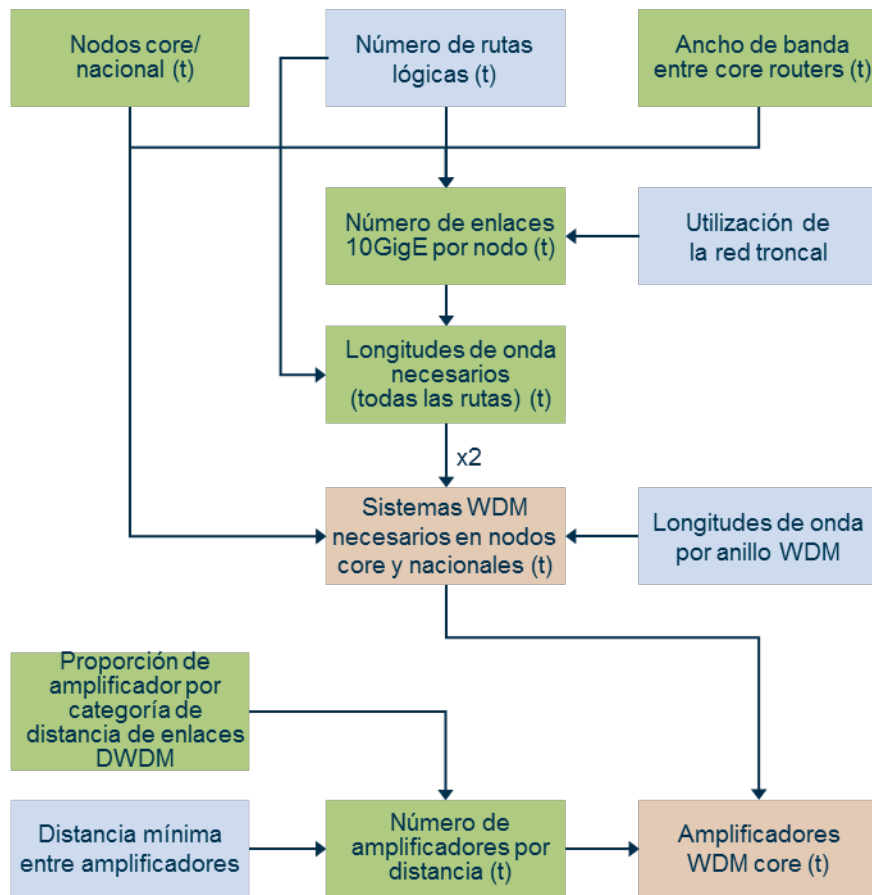 Nodos core/
nacional (t)
Número de rutas
lógicas (t)
Ancho de banda
entre core routers (t)
Número de enlaces
10GigE por nodo (t)
Utilización de
la red troncal
Longitudes de onda
necesarios
(todas las rutas) (t)
x2
Sistemas WDM
necesarios en nodos
core y nacionales (t)
Longitudes de onda
por anillo WDM
Proporción de
amplificador por
categoría de
distancia de enlaces
DWDM
Distancia mínima
entre amplificadores
Número de
amplificadores por
distancia (t)
Amplificadores
WDM core (t)